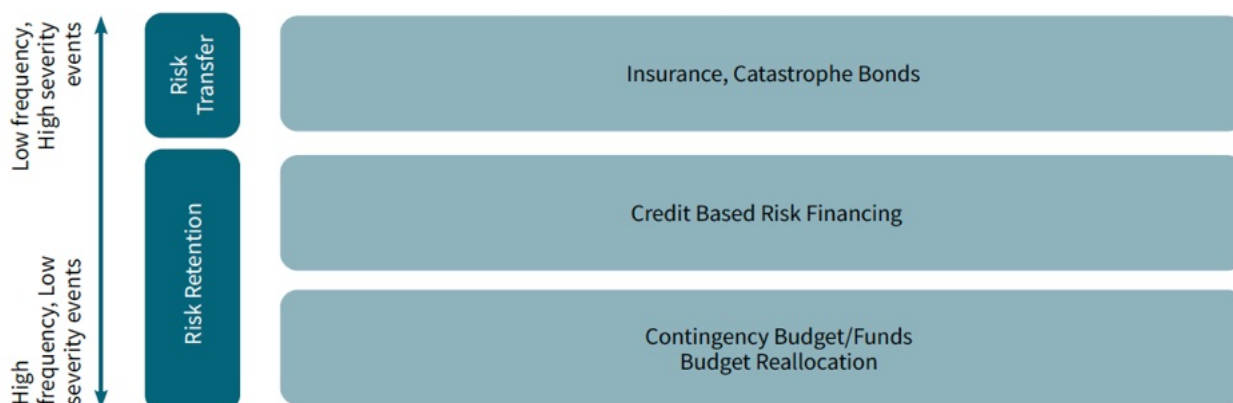 Low frequency,
High severity
events
Risk
Transfer
Insurance, Catastrophe Bonds
Credit Based Risk Financing
Risk Retention
High
frequency, Low
severity events
Contingency Budget/Funds
Budget Reallocation